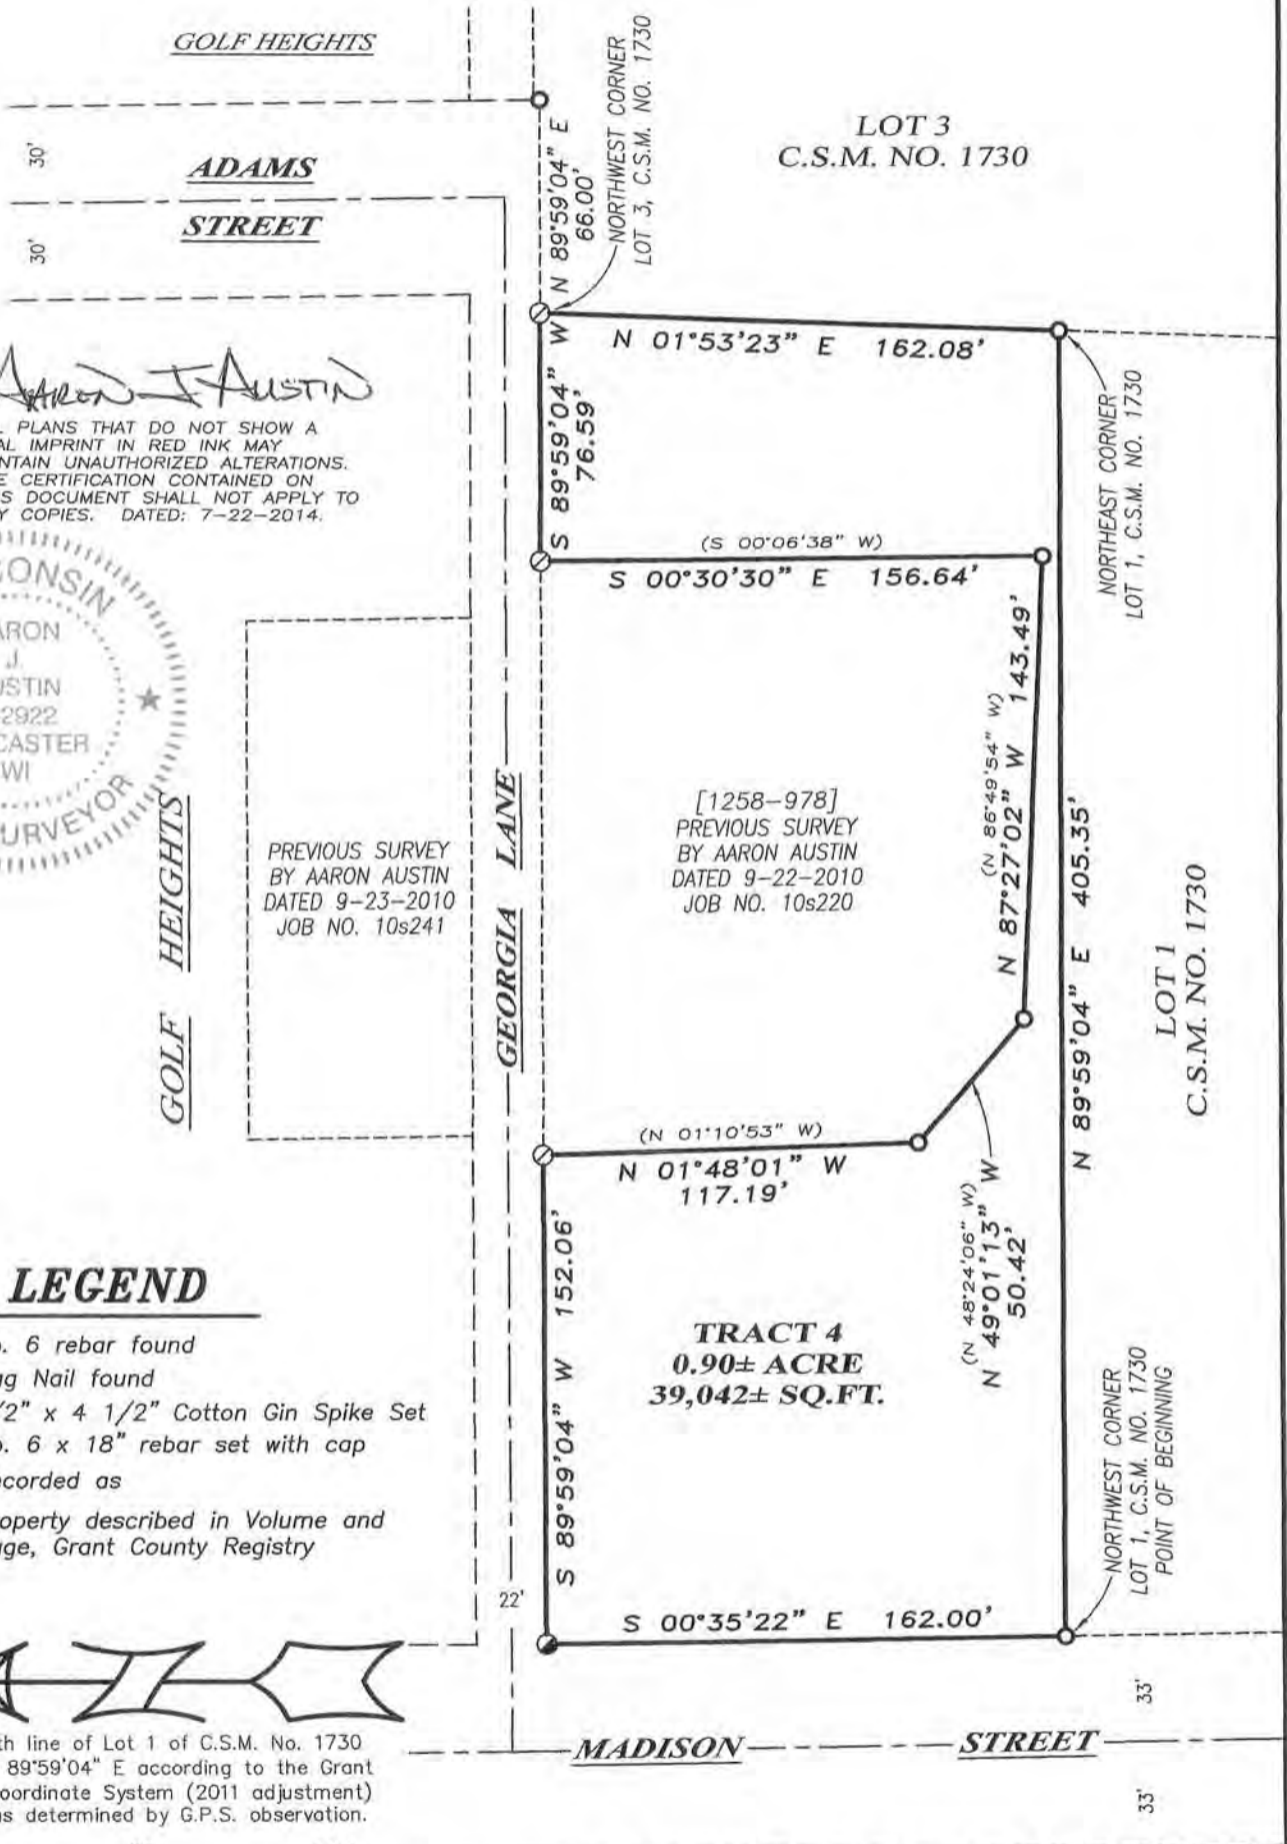 GOLF HEIGHTS
30'
ADAMS
STREET
30'
N 89°59'04" E
66.00'
NORTHWEST CORNER
LOT 3, C.S.M. NO. 1730
LOT 3
C.S.M. NO. 1730
AARON J AUSTIN
PLANS THAT DO NOT SHOW A
IMPRINT IN RED INK MAY
UNAUTHORIZED ALTERATIONS.
CERTIFICATION CONTAINED ON
DOCUMENT SHALL NOT APPLY TO
COPIES. DATED: 7-22-2014.
N 01°53'23" E 162.08'
S 89°59'04" W
76.59'
(S 00°06'38" W)
S 00°30'30" E 156.64'
NORTHEAST CORNER
LOT 1, C.S.M. NO. 1730
ONSIN
ARON
J.
USTIN
2922
CASTER
WI
URVEYOR
GOLF HEIGHTS
PREVIOUS SURVEY
BY AARON AUSTIN
DATED 9-23-2010
JOB NO. 10s241
GEORGIA LANE
[1258-978]
PREVIOUS SURVEY
BY AARON AUSTIN
DATED 9-22-2010
JOB NO. 10s220
(N 86°49'54" W)
N 87°27'02" W 143.49'
N 89°59'04" E 405.35'
LOT 1
C.S.M. NO. 1730
(N 01°10'53" W)
N 01°48'01" W
117.19'
(N 48°24'06" W)
N 49°01'13" W
50.42'
S 89°59'04" W 152.06'
TRACT 4
0.90± ACRE
39,042± SQ.FT.
NORTHWEST CORNER
LOT 1, C.S.M. NO. 1730
POINT OF BEGINNING
LEGEND
. 6 rebar found
g Nail found
/2" x 4 1/2" Cotton Gin Spike Set
. 6 x 18" rebar set with cap
corded as
operty described in Volume and
ge, Grant County Registry
22'
S 00°35'22" E 162.00'
33'
MADISON STREET
33'
th line of Lot 1 of C.S.M. No. 1730
89°59'04" E according to the Grant
oordinate System (2011 adjustment)
s determined by G.P.S. observation.